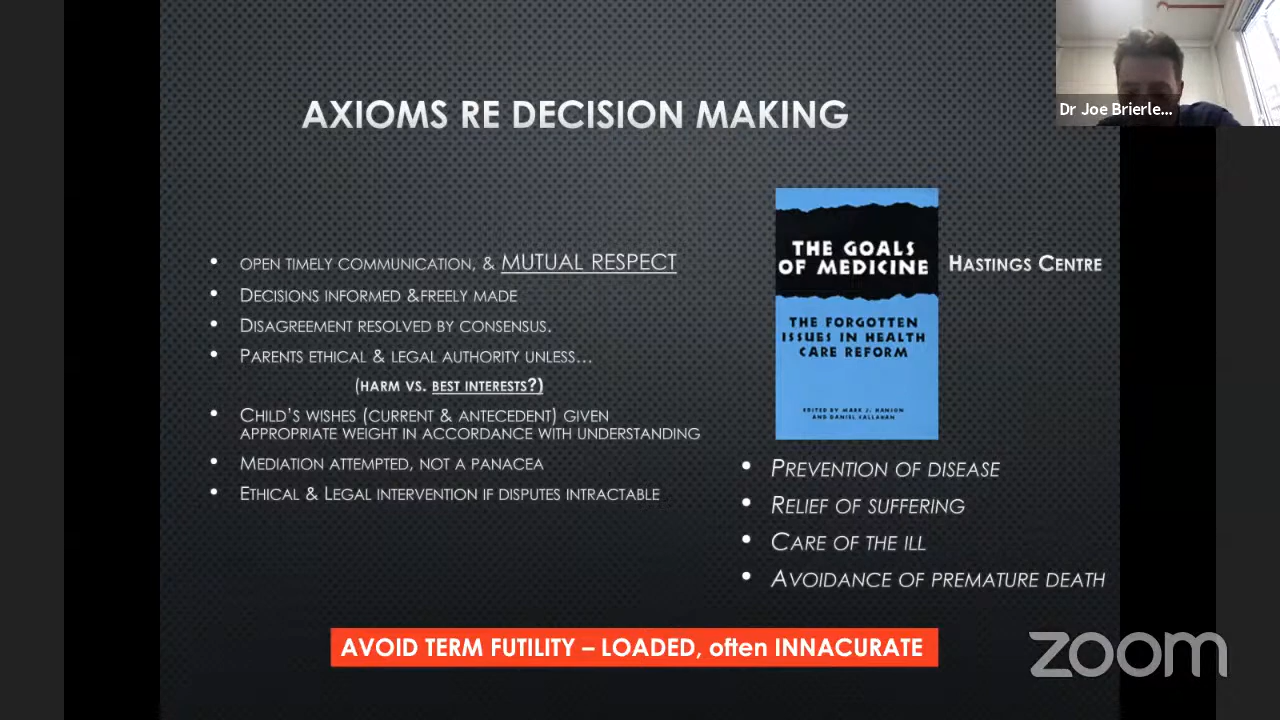 AXIOMS RE DECISION MAKING
Dr Joe Brierle...
• OPEN TIMELY COMMUNICATION, & MUTUAL RESPECT
• DECISIONS INFORMED &FREELY MADE
• DISAGREEMENT RESOLVED BY CONSENSUS.
• PARENTS ETHICAL & LEGAL AUTHORITY UNLESS...
(HARM VS. BEST INTERESTS?)
• CHILD'S WISHES (CURRENT & ANTECEDENT) GIVEN
APPROPRIATE WEIGHT IN ACCORDANCE WITH UNDERSTANDING
• MEDIATION ATTEMPTED, NOT A PANACEA
• ETHICAL & LEGAL INTERVENTION IF DISPUTES INTRACTABLE
THE GOALS
OF MEDICINE
THE FORGOTTEN
ISSUES IN HEALTH
CARE REFORM
EDITED BY MARK J. HANSON
AND DANIEL CALLAHAN
HASTINGS CENTRE
• PREVENTION OF DISEASE
• RELIEF OF SUFFERING
• CARE OF THE ILL
• AVOIDANCE OF PREMATURE DEATH
AVOID TERM FUTILITY – LOADED, often INNACURATE
zoom